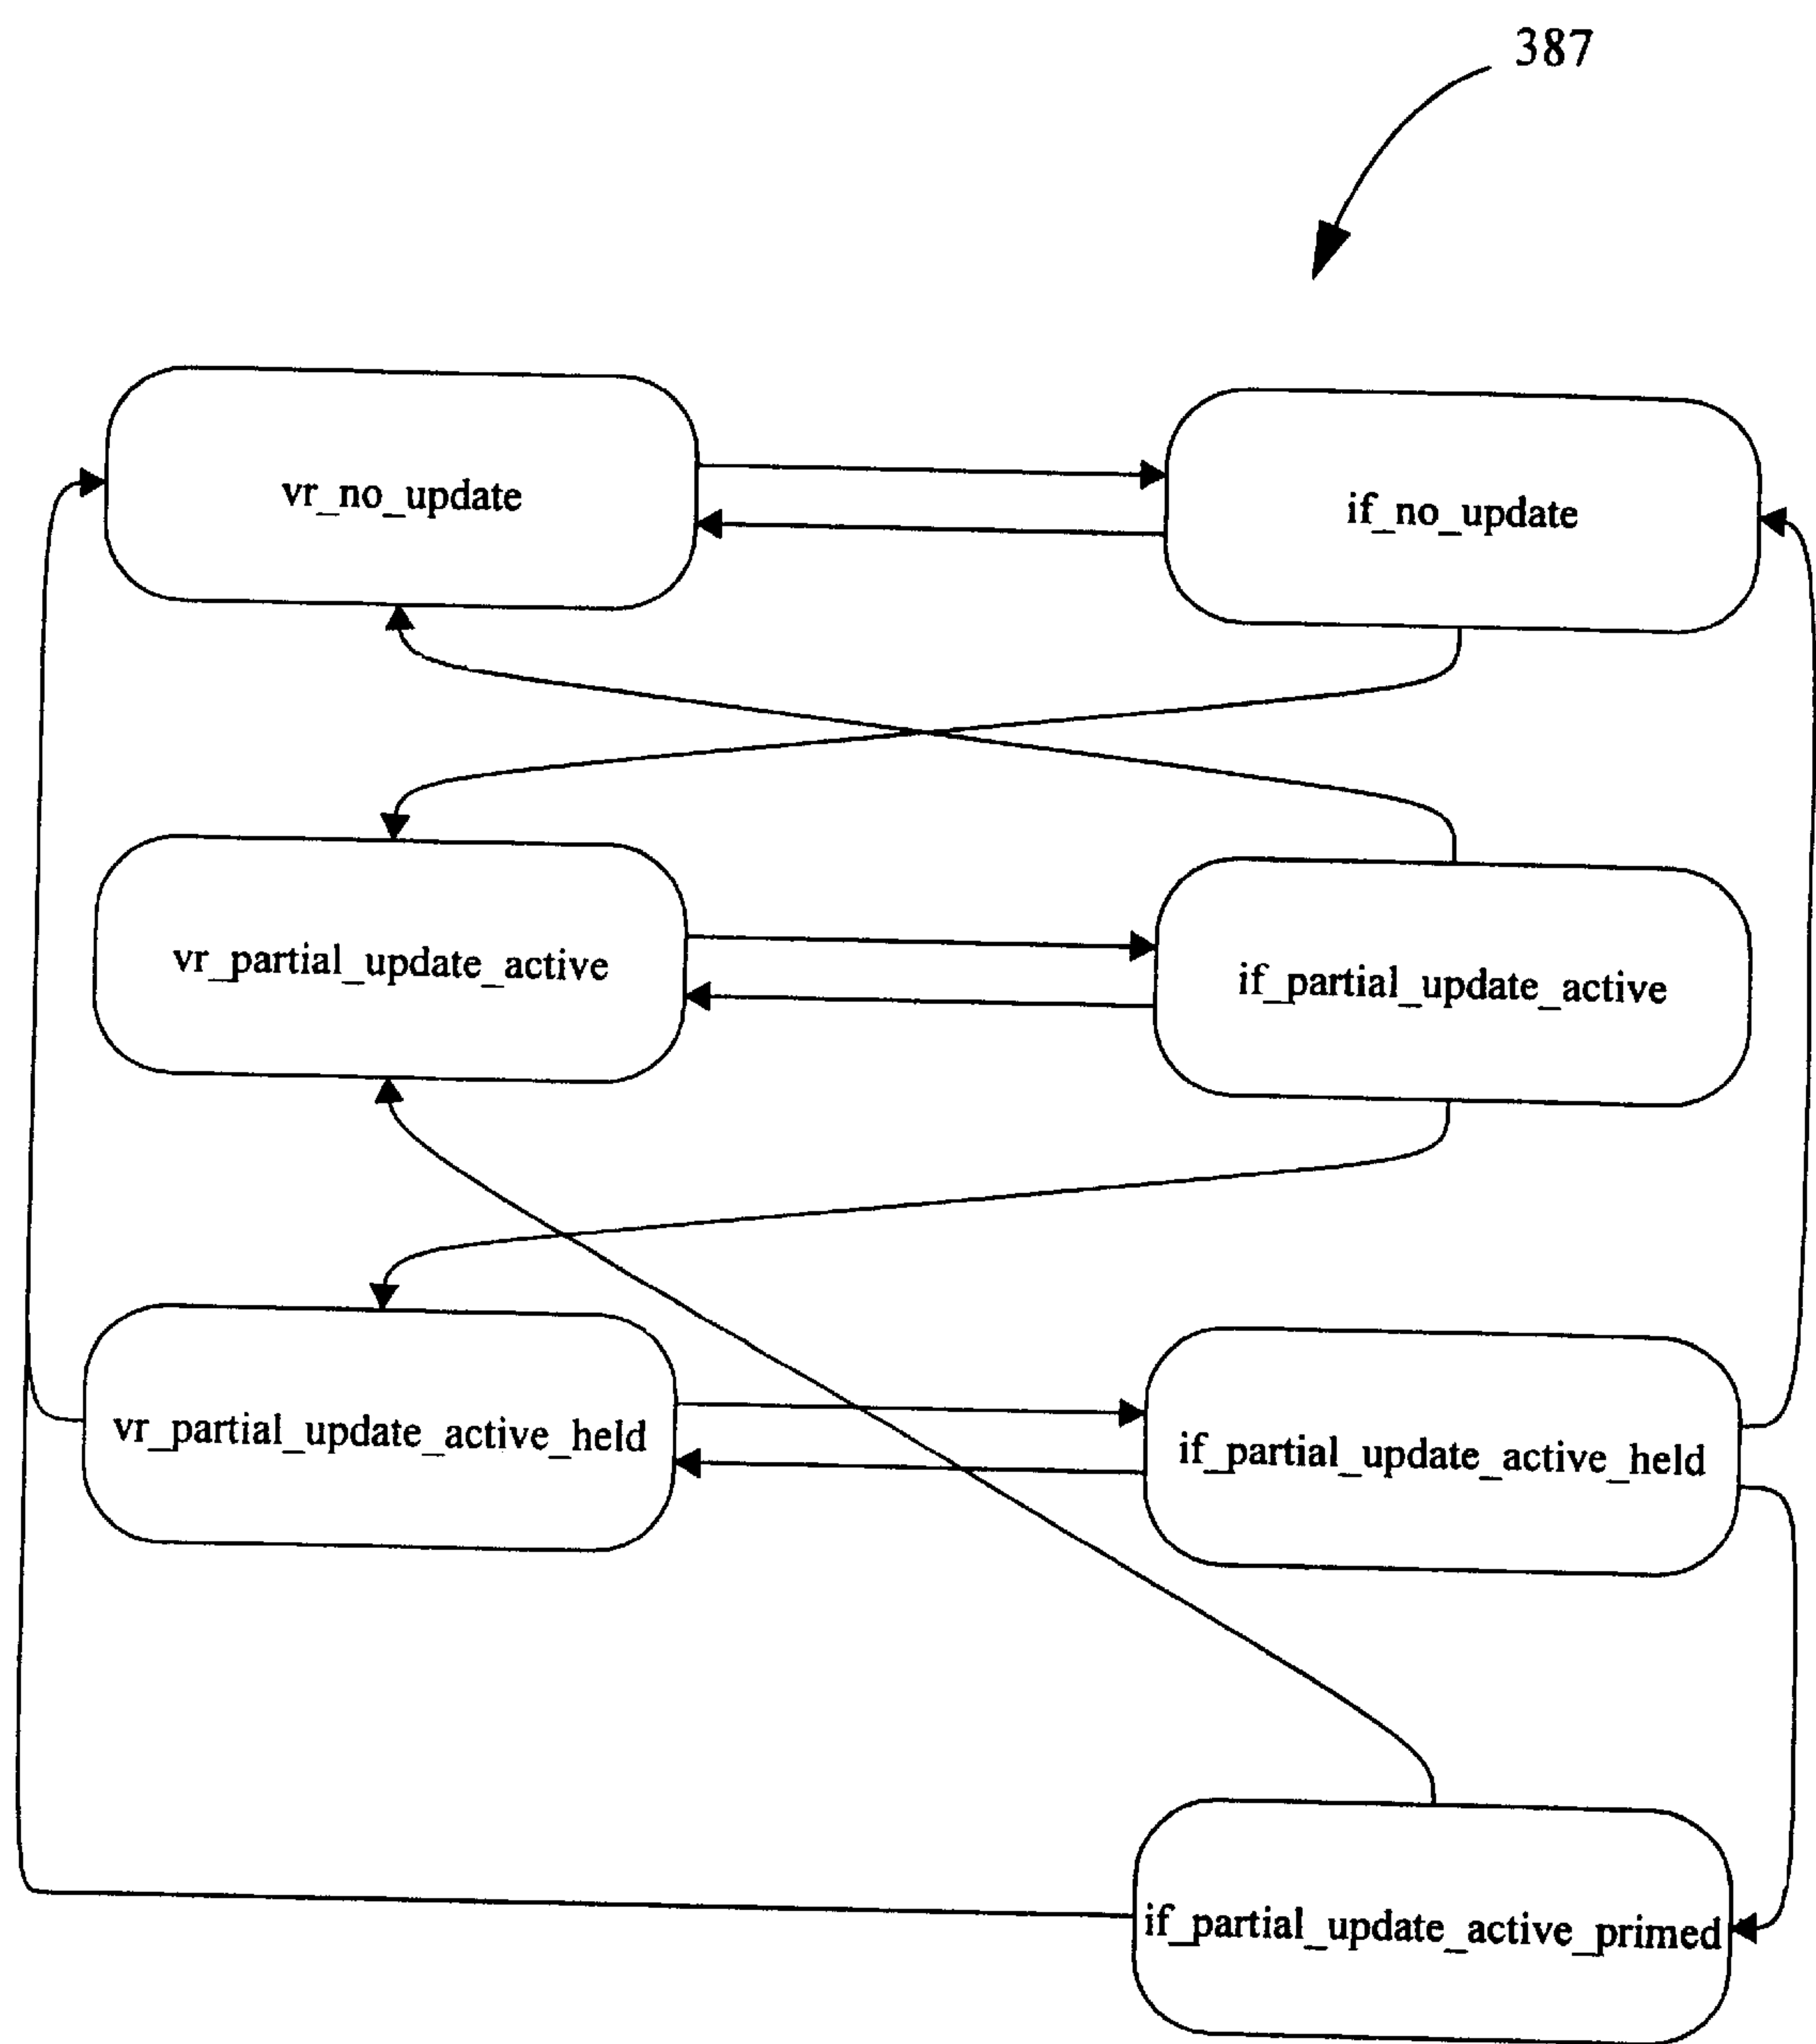 387
vr_no_update
if_no_update
vr_partial_update_active
if_partial_update_active
vr_partial_update_active_held
if_partial_update_active_held
if_partial_update_active_primed